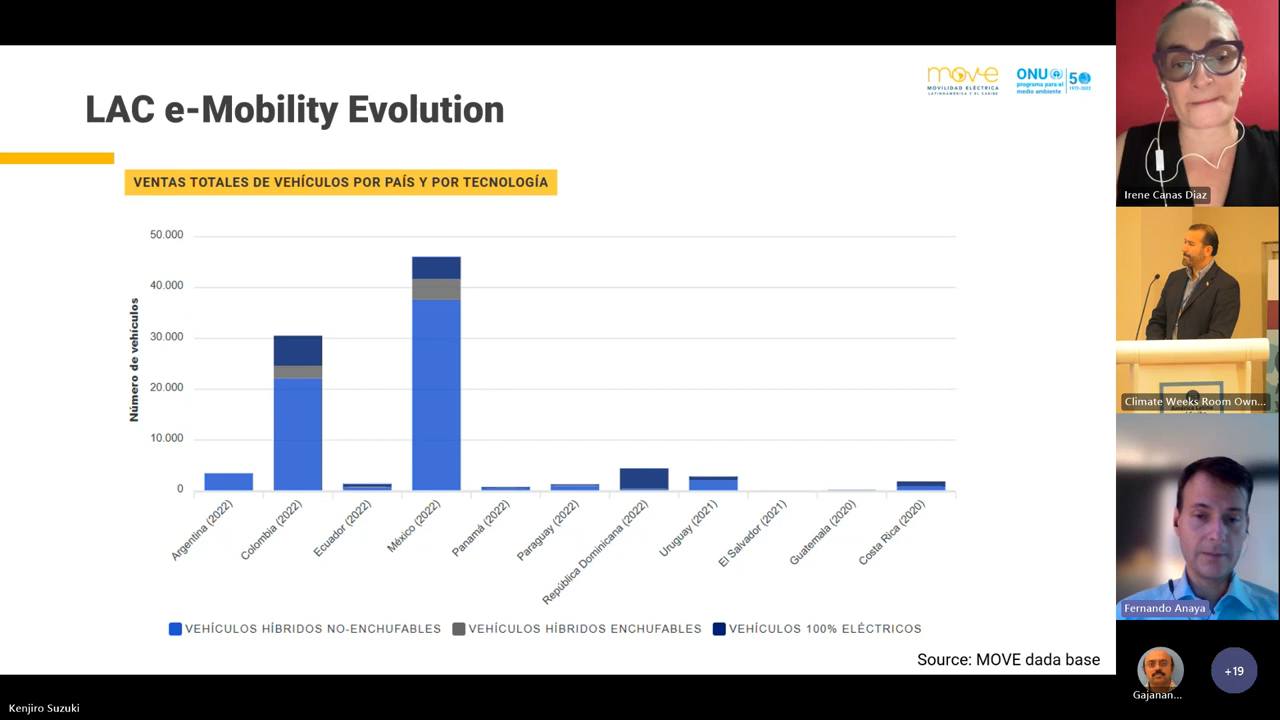 LAC e-Mobility Evolution
move
MOVILIDAD ELÉCTRICA
LATINOAMÉRICA Y EL CARIBE
ONU
programa para el
medio ambiente
50
1972-2022
VENTAS TOTALES DE VEHÍCULOS POR PAÍS Y POR TECNOLOGÍA
Número de vehículos
50.000
40.000
30.000
20.000
10.000
0
Argentina (2022)
Colombia (2022)
Ecuador (2022)
México (2022)
Panamá (2022)
Paraguay (2022)
República Dominicana (2022)
Uruguay (2021)
El Salvador (2021)
Guatemala (2020)
Costa Rica (2020)
VEHÍCULOS HÍBRIDOS NO-ENCHUFABLES
VEHÍCULOS HÍBRIDOS ENCHUFABLES
VEHÍCULOS 100% ELÉCTRICOS
Source: MOVE dada base
Kenjiro Suzuki
Irene Canas Diaz
Climate Weeks Room Own...
Fernando Anaya
Gajanan...
+19